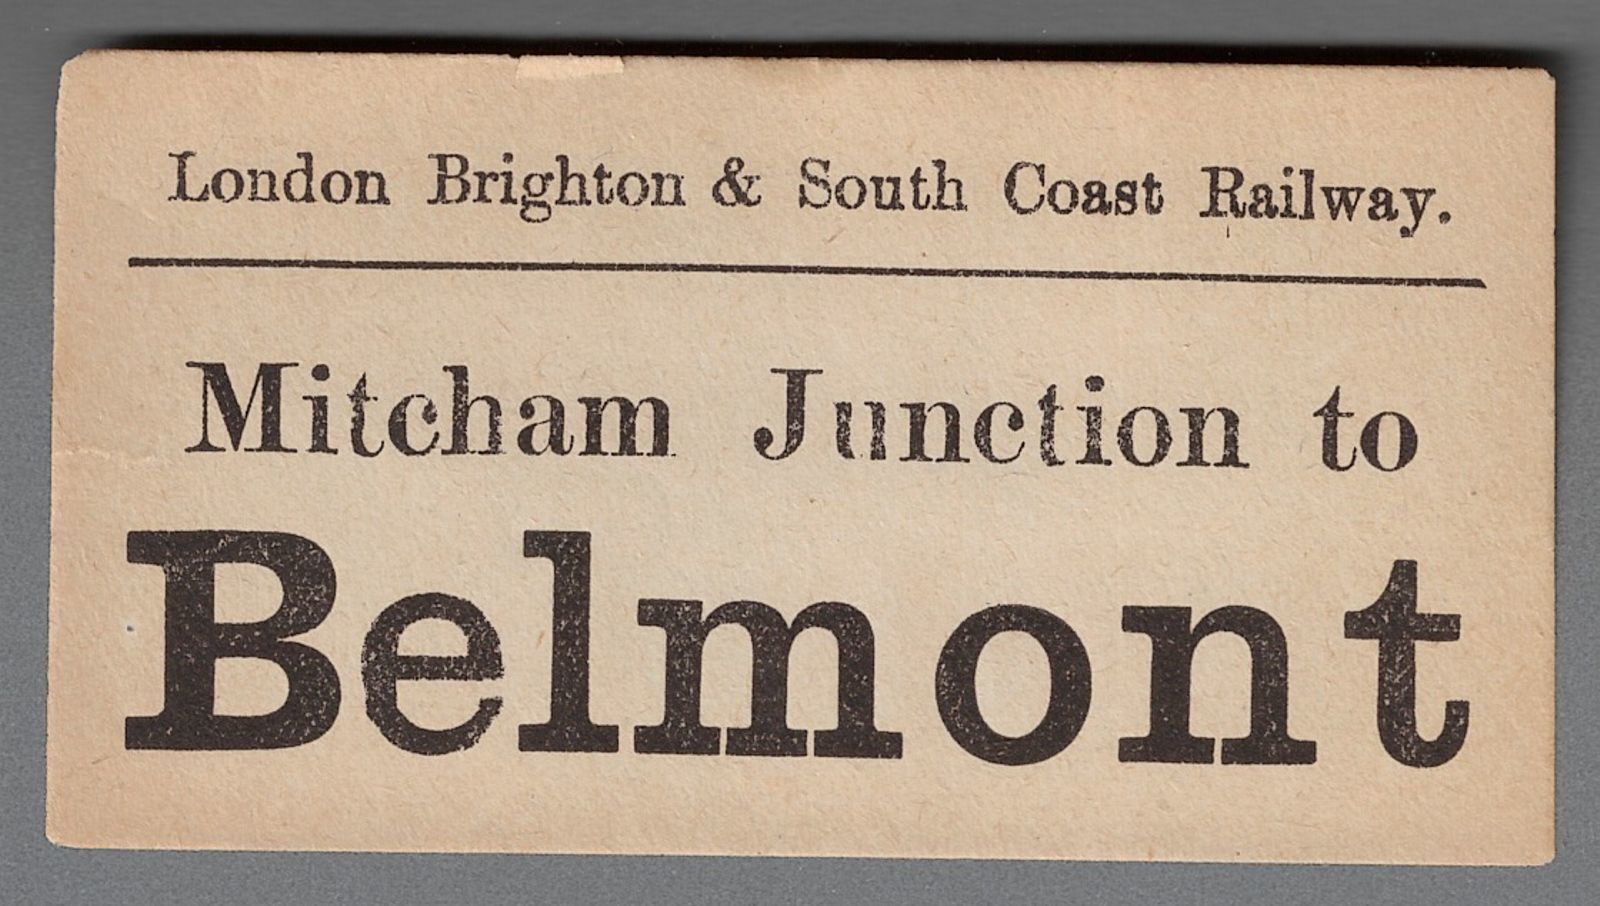 London Brighton & South Coast Railway.
Mitcham Junction to
Belmont